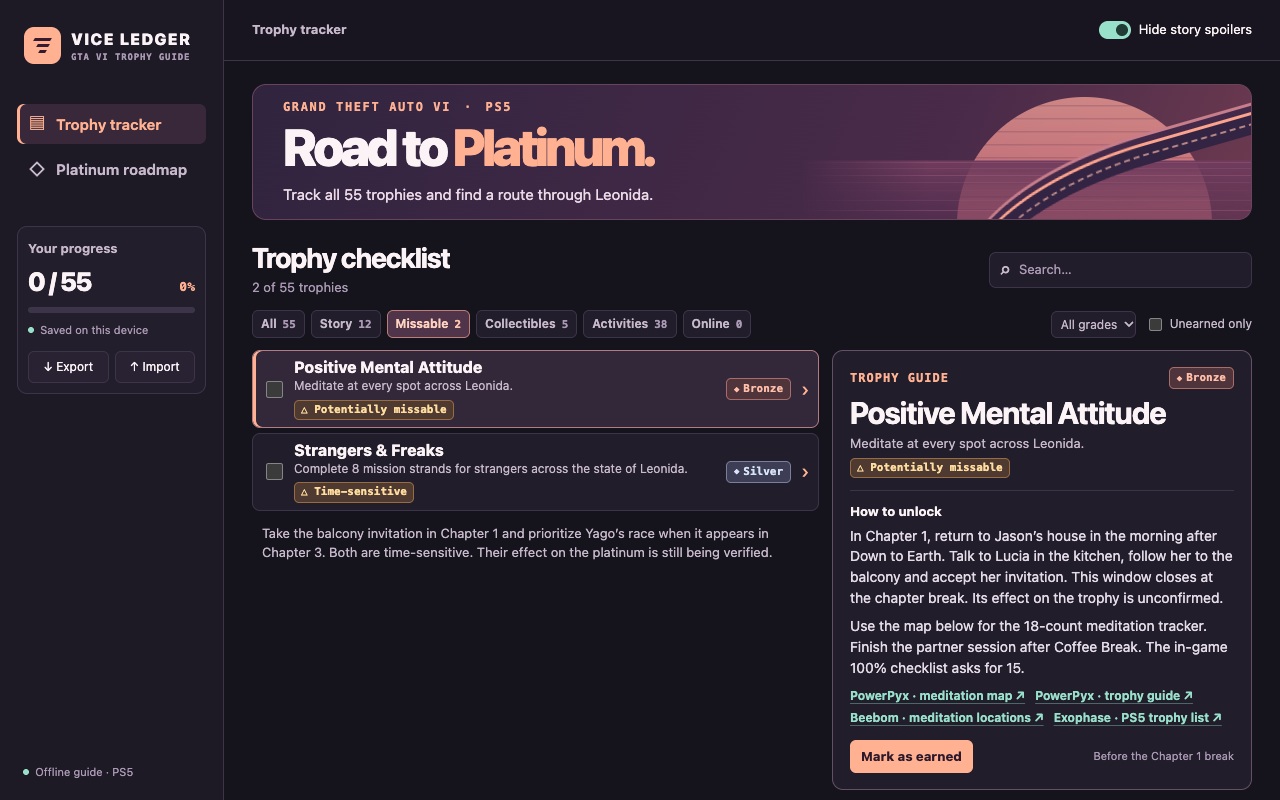 VICE LEDGER
GTA VI TROPHY GUIDE
Trophy tracker
Platinum roadmap
Your progress
0/55
0%
Saved on this device
↓ Export
↑ Import
Offline guide · PS5
Trophy tracker
Hide story spoilers
GRAND THEFT AUTO VI · PS5
Road to Platinum.
Track all 55 trophies and find a route through Leonida.
Trophy checklist
2 of 55 trophies
Search…
All 55
Story 12
Missable 2
Collectibles 5
Activities 38
Online 0
All grades
Unearned only
Positive Mental Attitude
Meditate at every spot across Leonida.
△ Potentially missable
◆ Bronze
Strangers & Freaks
Complete 8 mission strands for strangers across the state of Leonida.
△ Time-sensitive
◆ Silver
Take the balcony invitation in Chapter 1 and prioritize Yago’s race when it appears in
Chapter 3. Both are time-sensitive. Their effect on the platinum is still being verified.
TROPHY GUIDE
◆ Bronze
Positive Mental Attitude
Meditate at every spot across Leonida.
△ Potentially missable
How to unlock
In Chapter 1, return to Jason’s house in the morning after
Down to Earth. Talk to Lucia in the kitchen, follow her to the
balcony and accept her invitation. This window closes at
the chapter break. Its effect on the trophy is unconfirmed.
Use the map below for the 18-count meditation tracker.
Finish the partner session after Coffee Break. The in-game
100% checklist asks for 15.
PowerPyx · meditation map ↗ PowerPyx · trophy guide ↗
Beebom · meditation locations ↗ Exophase · PS5 trophy list ↗
Mark as earned
Before the Chapter 1 break